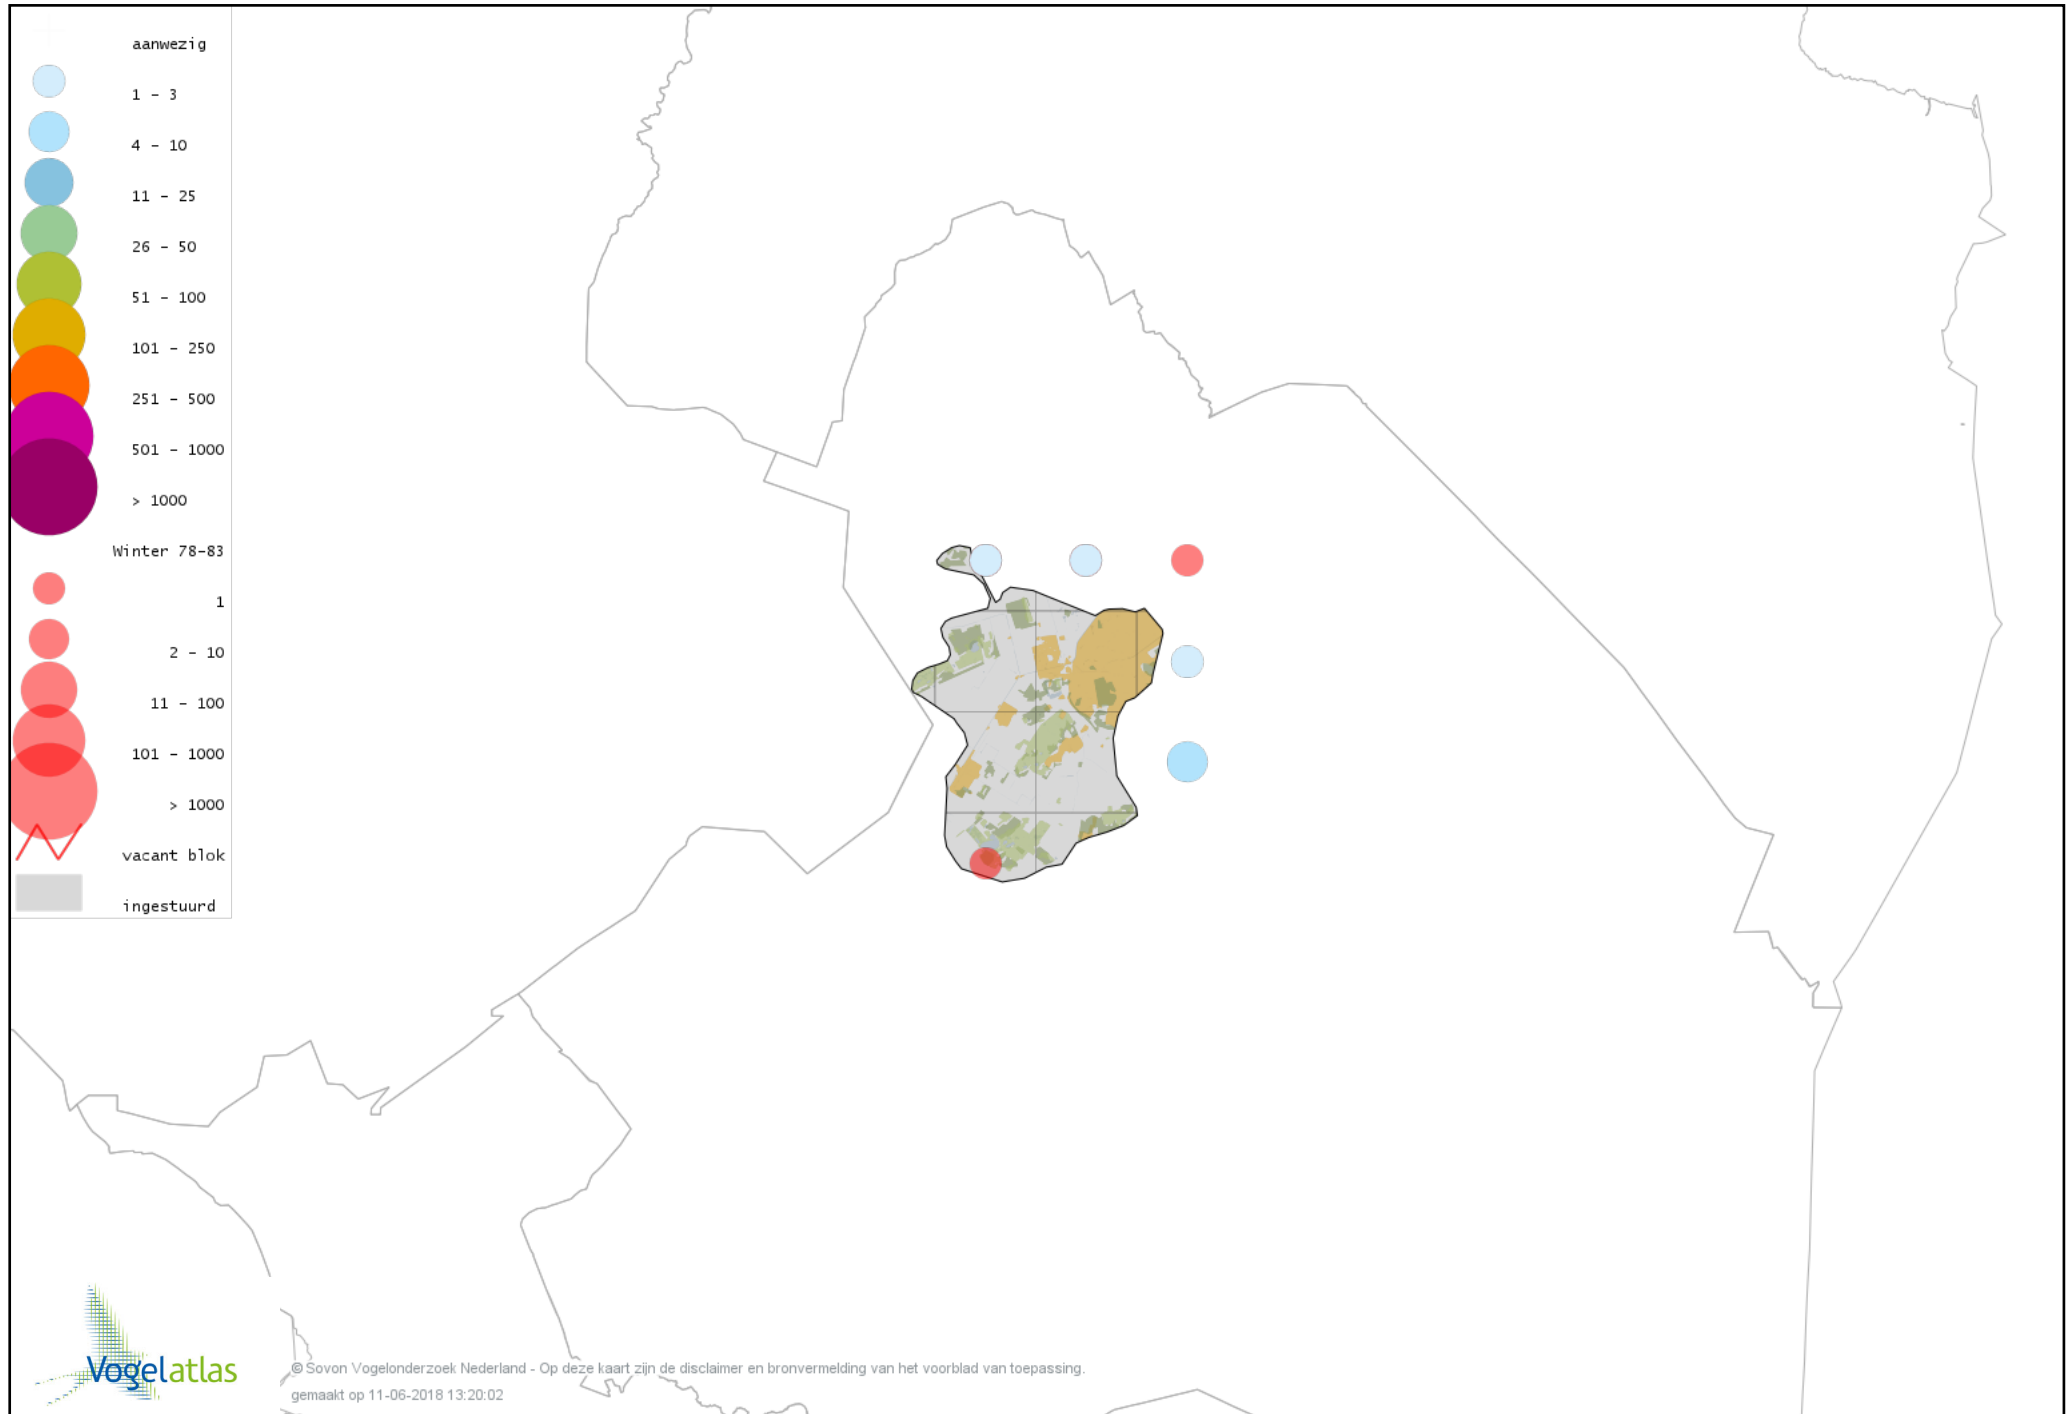 aanwezig
1 – 3
4 – 10
11 – 25
26 – 50
51 – 100
101 – 250
251 – 500
501 – 1000
> 1000
Winter 78–83
1
2 – 10
11 – 100
101 – 1000
> 1000
vacant blok
ingestuurd
Vogelatlas
© Sovon Vogelonderzoek Nederland - Op deze kaart zijn de disclaimer en bronvermelding van het voorblad van toepassing.
gemaakt op 11-06-2018 13:20:02